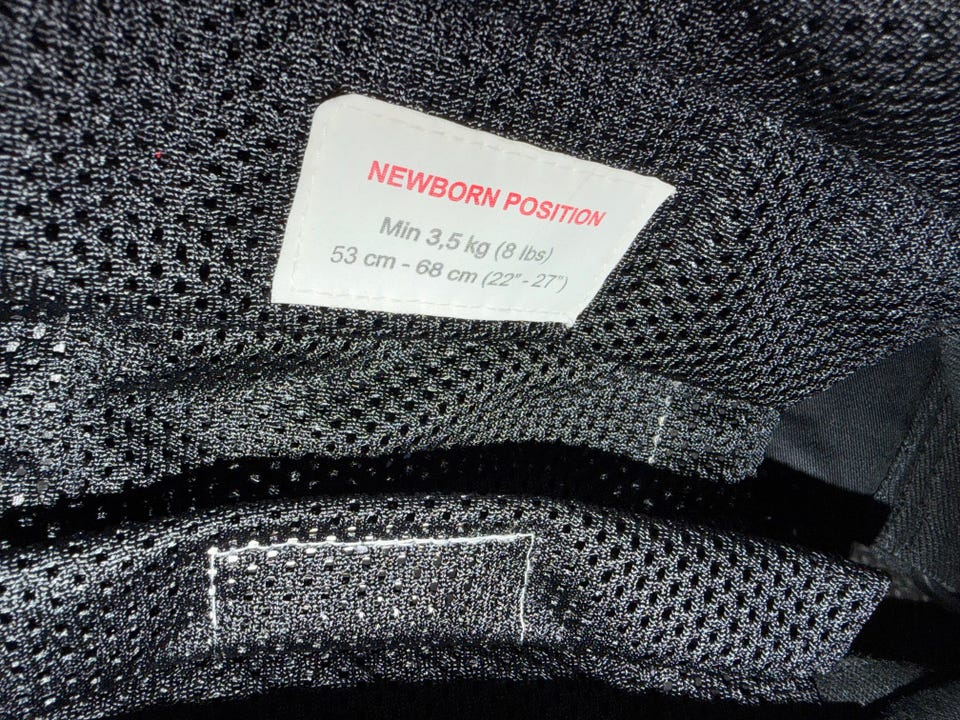 NEWBORN POSITION
Min 3,5 kg (8 lbs)
53 cm - 68 cm (22" - 27")